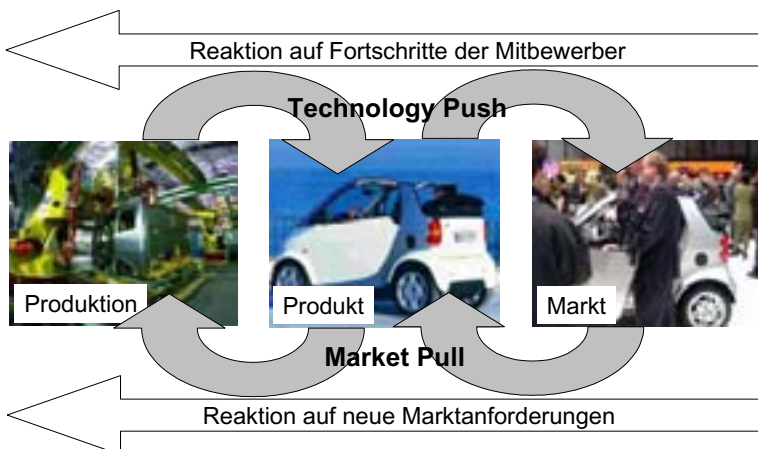 Reaktion auf Fortschritte der Mitbewerber
Technology Push
Produktion
Produkt
Markt
Market Pull
Reaktion auf neue Marktanforderungen